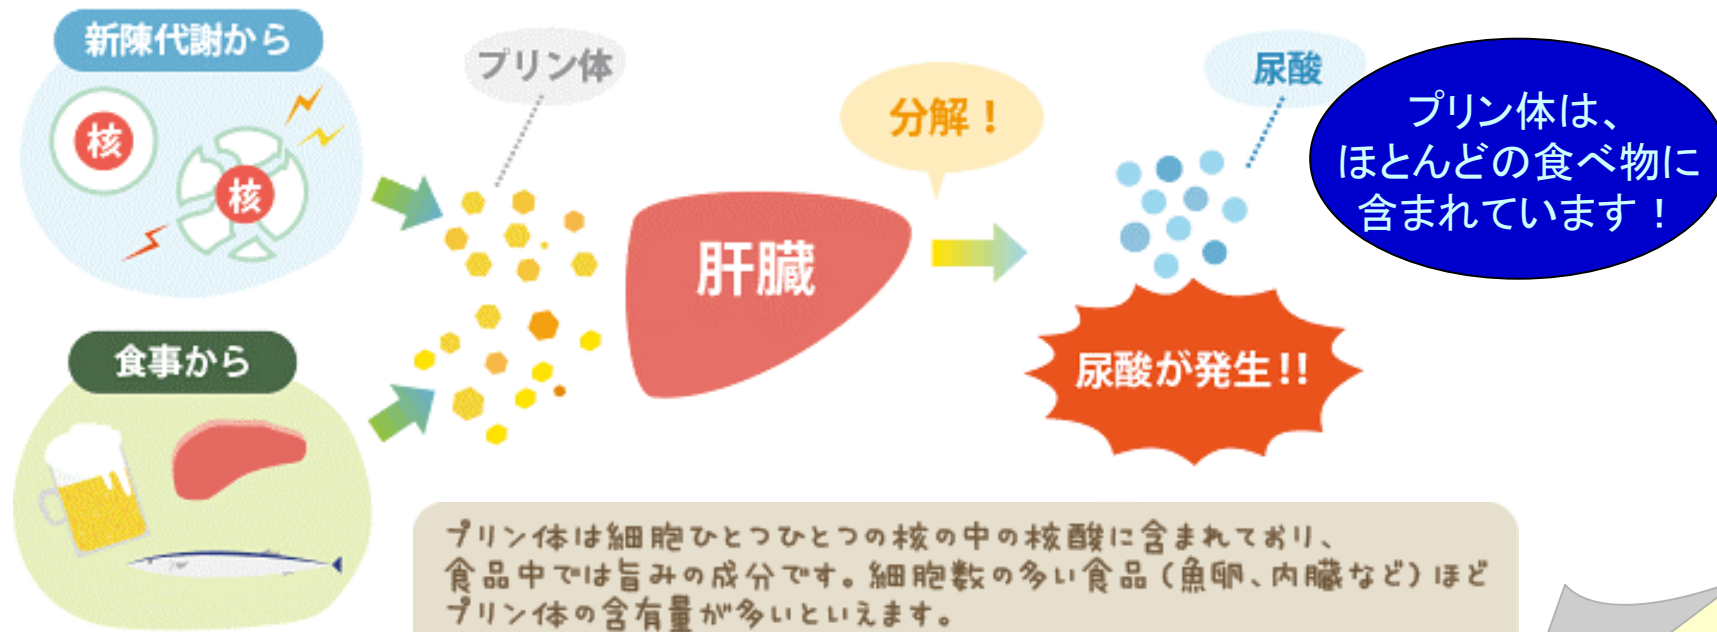 新陳代謝から
核
核
プリン体
分解！
尿酸
プリン体は、
ほとんどの食べ物に
含まれています！
肝臓
食事から
尿酸が発生!!
プリン体は細胞ひとつひとつの核の中の核酸に含まれており、
食品中では旨みの成分です。細胞数の多い食品（魚卵、内臓など）ほど
プリン体の含有量が多いといえます。